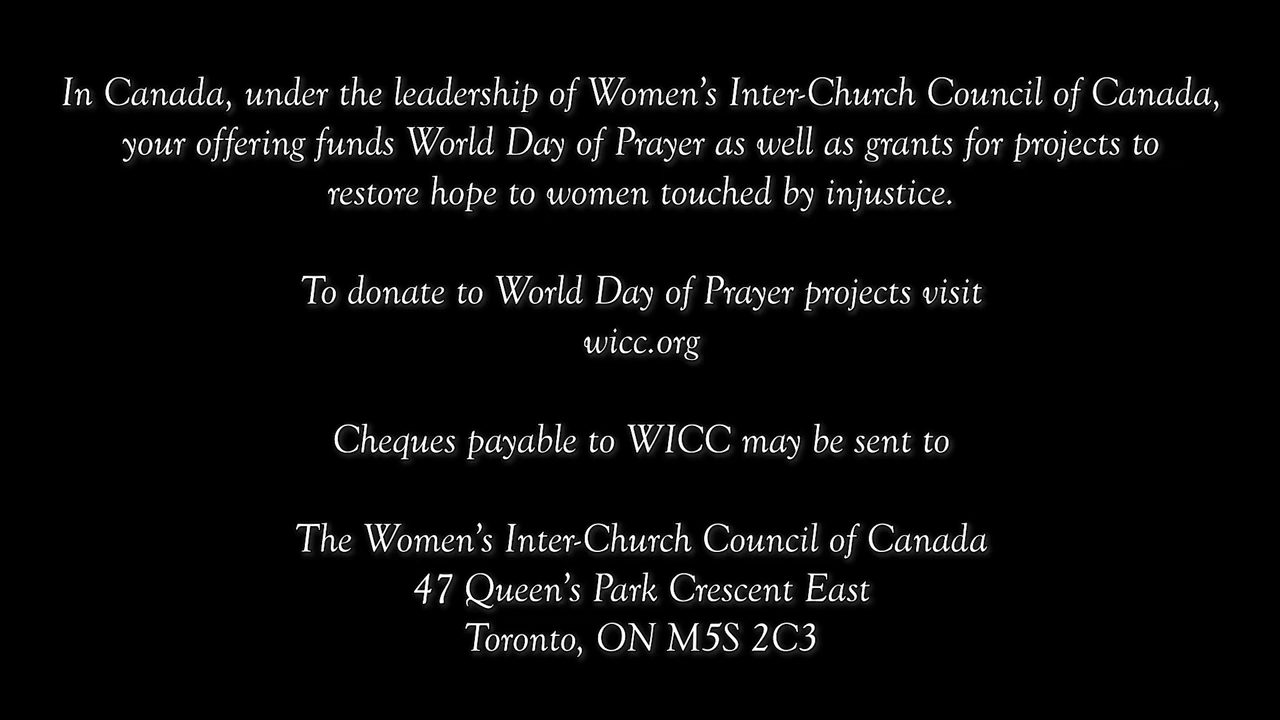 In Canada, under the leadership of Women’s Inter-Church Council of Canada,
your offering funds World Day of Prayer as well as grants for projects to
restore hope to women touched by injustice.
To donate to World Day of Prayer projects visit
wicc.org
Cheques payable to WICC may be sent to
The Women’s Inter-Church Council of Canada
47 Queen’s Park Crescent East
Toronto, ON M5S 2C3